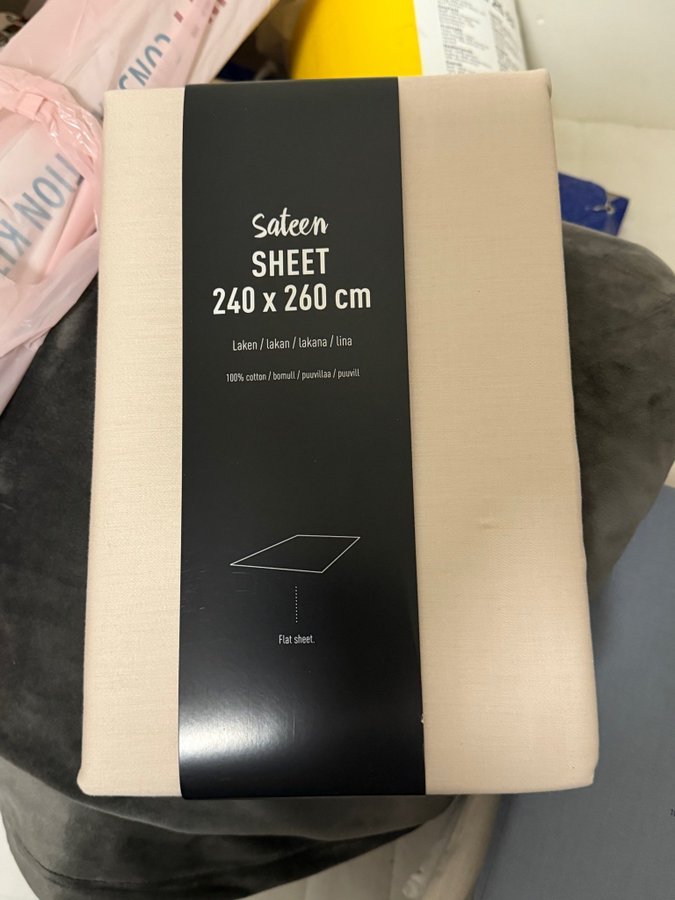 Sateen
SHEET
240 x 260 cm
Laken / lakan / lakana / lina
100% cotton / bomull / puuvillaa / puuvill
Flat sheet.